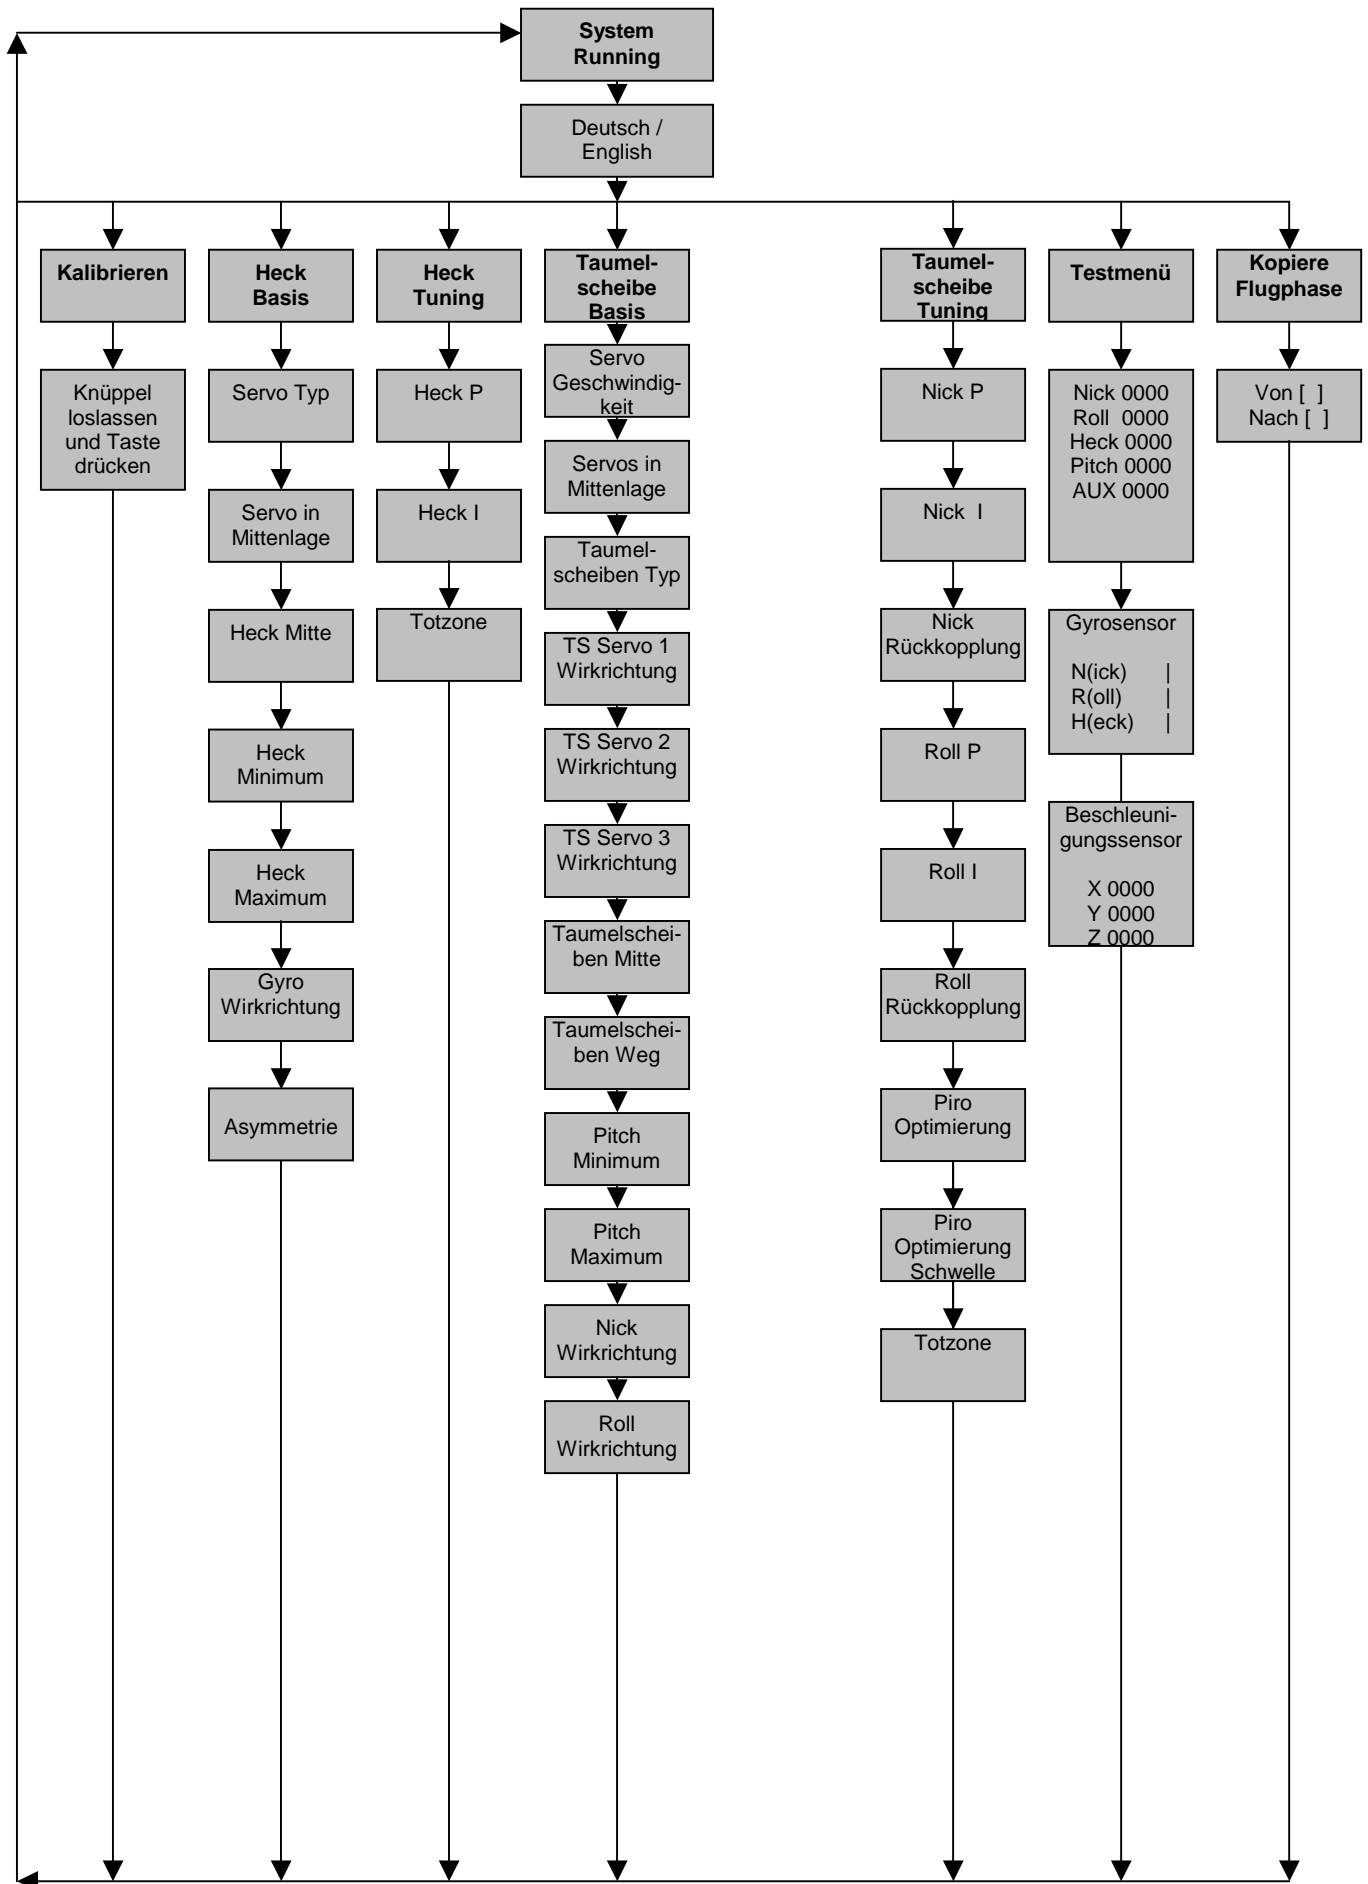 System
Running
Deutsch /
English
Kalibrieren
Knüppel
loslassen
und Taste
drücken
Heck
Basis
Servo Typ
Servo in
Mittenlage
Heck Mitte
Heck
Minimum
Heck
Maximum
Gyro
Wirkrichtung
Asymmetrie
Heck
Tuning
Heck P
Heck I
Totzone
Taumel-
scheibe
Basis
Servo
Geschwindig-
keit
Servos in
Mittenlage
Taumel-
scheiben Typ
TS Servo 1
Wirkrichtung
TS Servo 2
Wirkrichtung
TS Servo 3
Wirkrichtung
Taumelschei-
ben Mitte
Taumelschei-
ben Weg
Pitch
Minimum
Pitch
Maximum
Nick
Wirkrichtung
Roll
Wirkrichtung
Taumel-
scheibe
Tuning
Nick P
Nick I
Nick
Rückkopplung
Roll P
Roll I
Roll
Rückkopplung
Piro
Optimierung
Piro
Optimierung
Schwelle
Totzone
Testmenü
Nick 0000
Roll 0000
Heck 0000
Pitch 0000
AUX 0000
Gyrosensor
N(ick) |
R(oll) |
H(eck) |
Beschleuni-
gungssensor
X 0000
Y 0000
Z 0000
Kopiere
Flugphase
Von [ ]
Nach [ ]